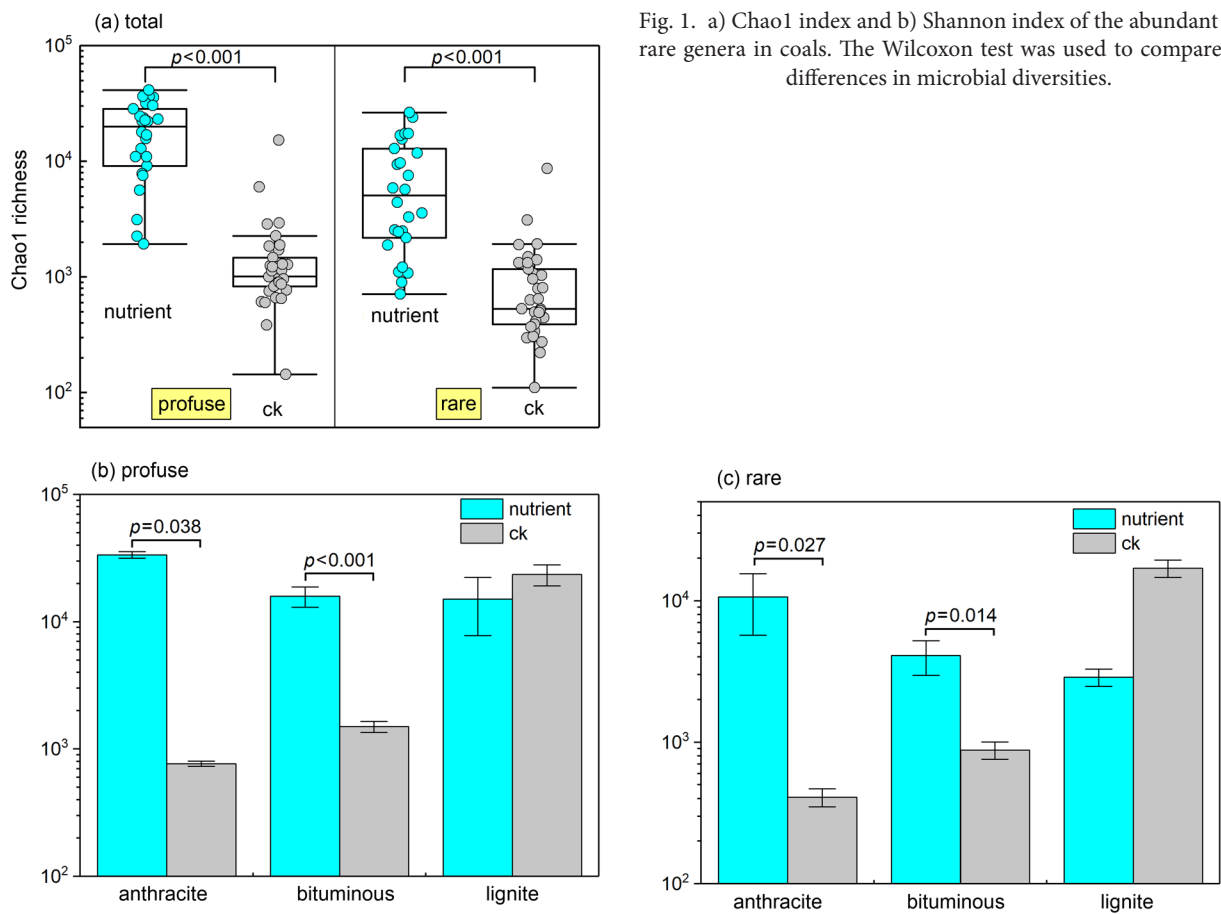 (a) total
Fig. 1. a) Chao1 index and b) Shannon index of the abundant
rare genera in coals. The Wilcoxon test was used to compare
differences in microbial diversities.
10^5
10^4
10^3
10^2
Chao1 richness
p<0.001
p<0.001
nutrient
ck
nutrient
ck
profuse
rare
(b) profuse
10^5
10^4
10^3
10^2
nutrient
ck
p=0.038
p<0.001
anthracite
bituminous
lignite
(c) rare
10^4
10^3
10^2
nutrient
ck
p=0.027
p=0.014
anthracite
bituminous
lignite